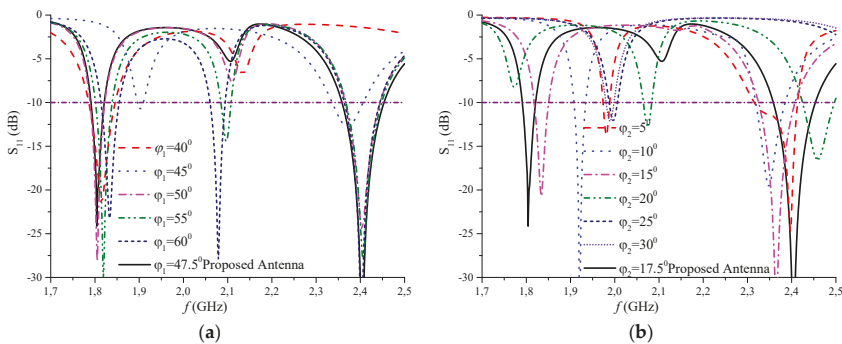 0
-5
-10
-15
-20
-25
-30
S11 (dB)
φ1=40⁰
φ1=45⁰
φ1=50⁰
φ1=55⁰
φ1=60⁰
φ1=47.5⁰Proposed Antenna
1,7 1,8 1,9 2,0 2,1 2,2 2,3 2,4 2,5
f (GHz)
(a)
0
-5
-10
-15
-20
-25
-30
S11 (dB)
φ2=5⁰
φ2=10⁰
φ2=15⁰
φ2=20⁰
φ2=25⁰
φ2=30⁰
φ2=17.5⁰Proposed Antenna
1,7 1,8 1,9 2,0 2,1 2,2 2,3 2,4 2,5
f (GHz)
(b)